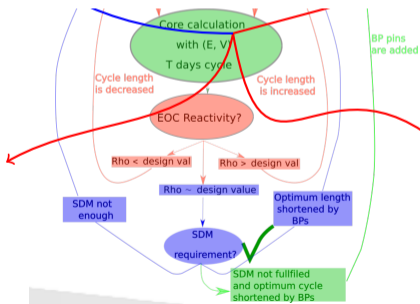 Core calculation
with (E, V)
T days cycle
BP pins
are added
Cycle length
is decreased
Cycle length
is increased
EOC Reactivity?
Rho < design val
Rho > design val
Rho ~ design value
SDM not
enough
Optimum length
shortened by
BPs
SDM
requirement?
SDM not fullfiled
and optimum cycle
shortened by BPs